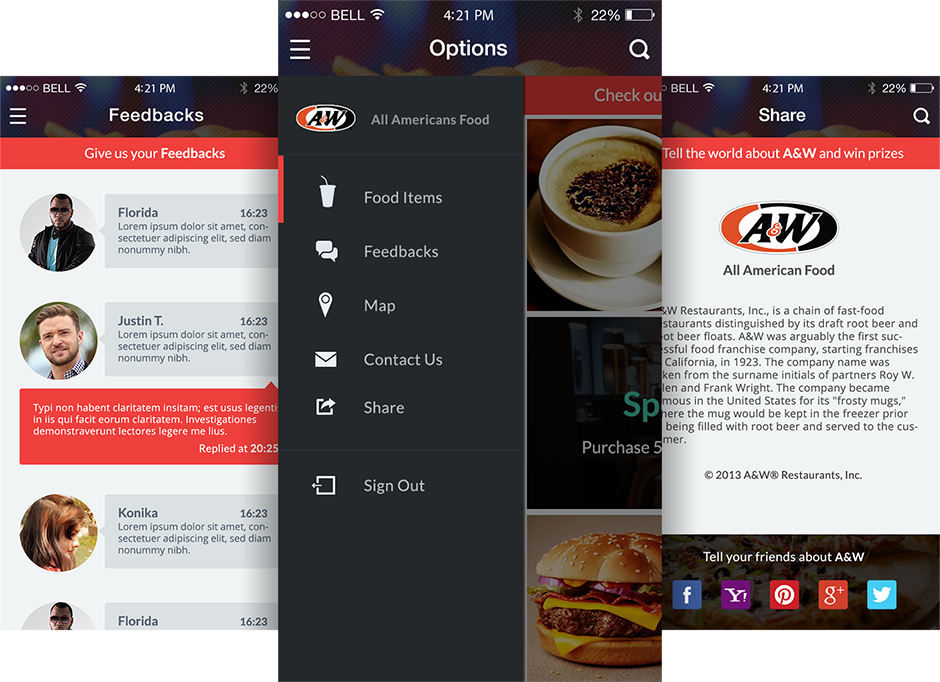 BELL
4:21 PM
22%
Feedbacks
Give us your Feedbacks
Florida 16:23
Lorem ipsum dolor sit amet, con-
sectetuer adipiscing elit, sed diam
nonummy nibh.
Justin T. 16:23
Lorem ipsum dolor sit amet, con-
sectetuer adipiscing elit, sed diam
nonummy nibh.
Typi non habent claritatem insitam; est usus legenti
in iis qui facit eorum claritatem. Investigationes
demonstraverunt lectores legere me lius.
Replied at 20:25
Konika 16:23
Lorem ipsum dolor sit amet, con-
sectetuer adipiscing elit, sed diam
nonummy nibh.
Florida 16:23
BELL
4:21 PM
22%
Options
A&W
All Americans Food
Food Items
Feedbacks
Map
Contact Us
Share
Sign Out
Check ou
Sp
Purchase 5
BELL
4:21 PM
22%
Share
Tell the world about A&W and win prizes
A&W
All American Food
&W Restaurants, Inc., is a chain of fast-food
staurants distinguished by its draft root beer and
ot beer floats. A&W was arguably the first suc-
essful food franchise company, starting franchises
California, in 1923. The company name was
ken from the surname initials of partners Roy W.
len and Frank Wright. The company became
mous in the United States for its "frosty mugs,"
here the mug would be kept in the freezer prior
being filled with root beer and served to the cus-
mer.
© 2013 A&W® Restaurants, Inc.
Tell your friends about A&W
f
Y!
g+